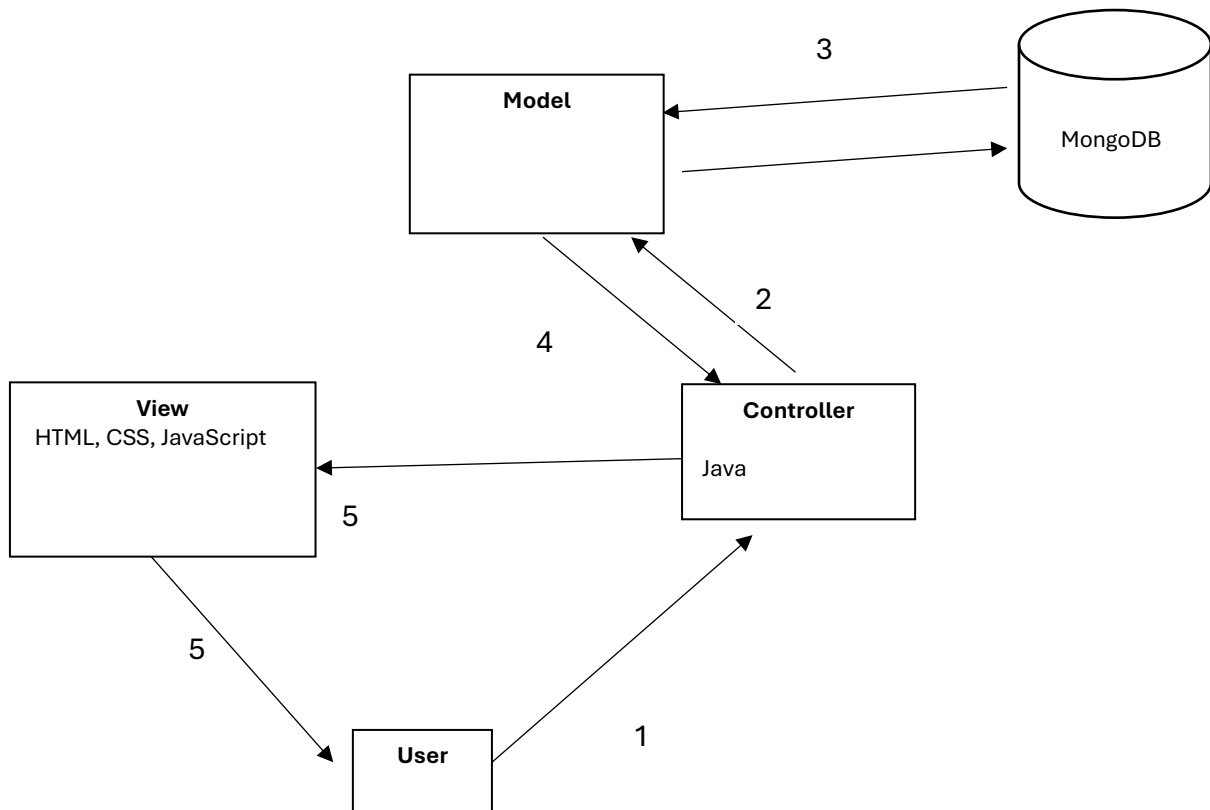 3
Model
MongoDB
2
4
View
HTML, CSS, JavaScript
Controller
Java
5
5
1
User